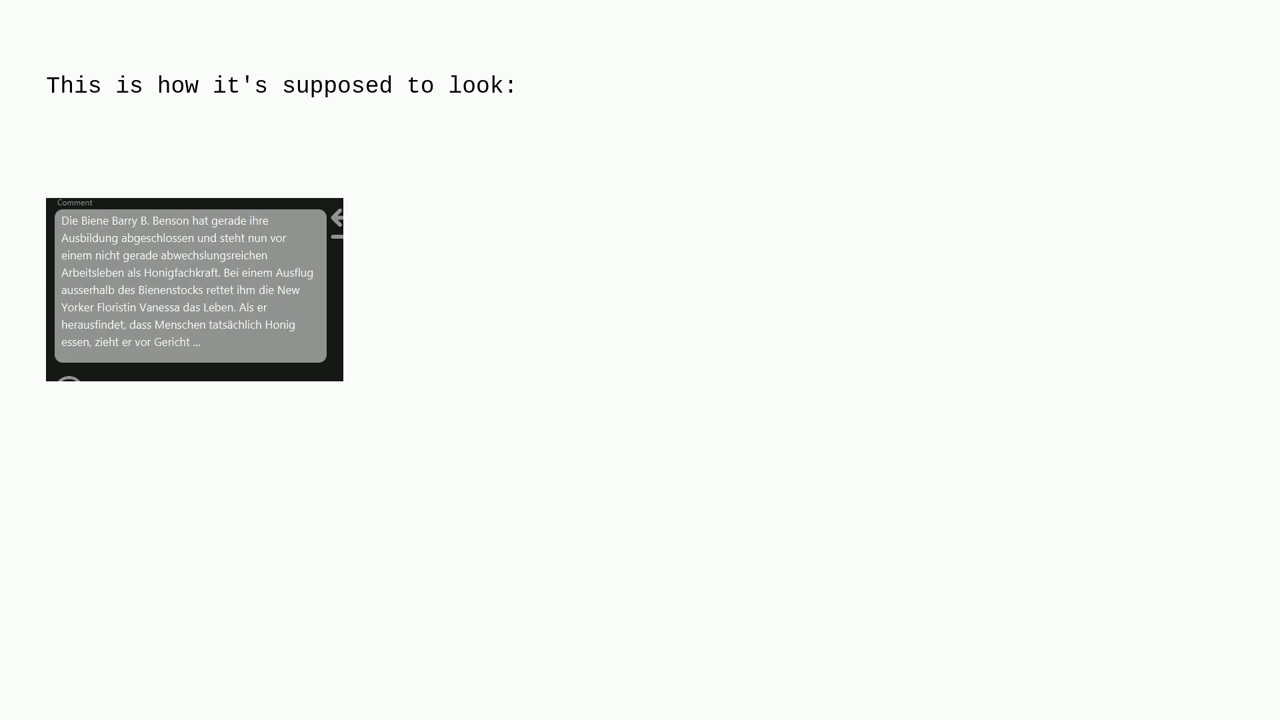 This is how it's supposed to look:
Comment
Die Biene Barry B. Benson hat gerade ihre
Ausbildung abgeschlossen und steht nun vor
einem nicht gerade abwechslungsreichen
Arbeitsleben als Honigfachkraft. Bei einem Ausflug
ausserhalb des Bienenstocks rettet ihm die New
Yorker Floristin Vanessa das Leben. Als er
herausfindet, dass Menschen tatsächlich Honig
essen, zieht er vor Gericht ...